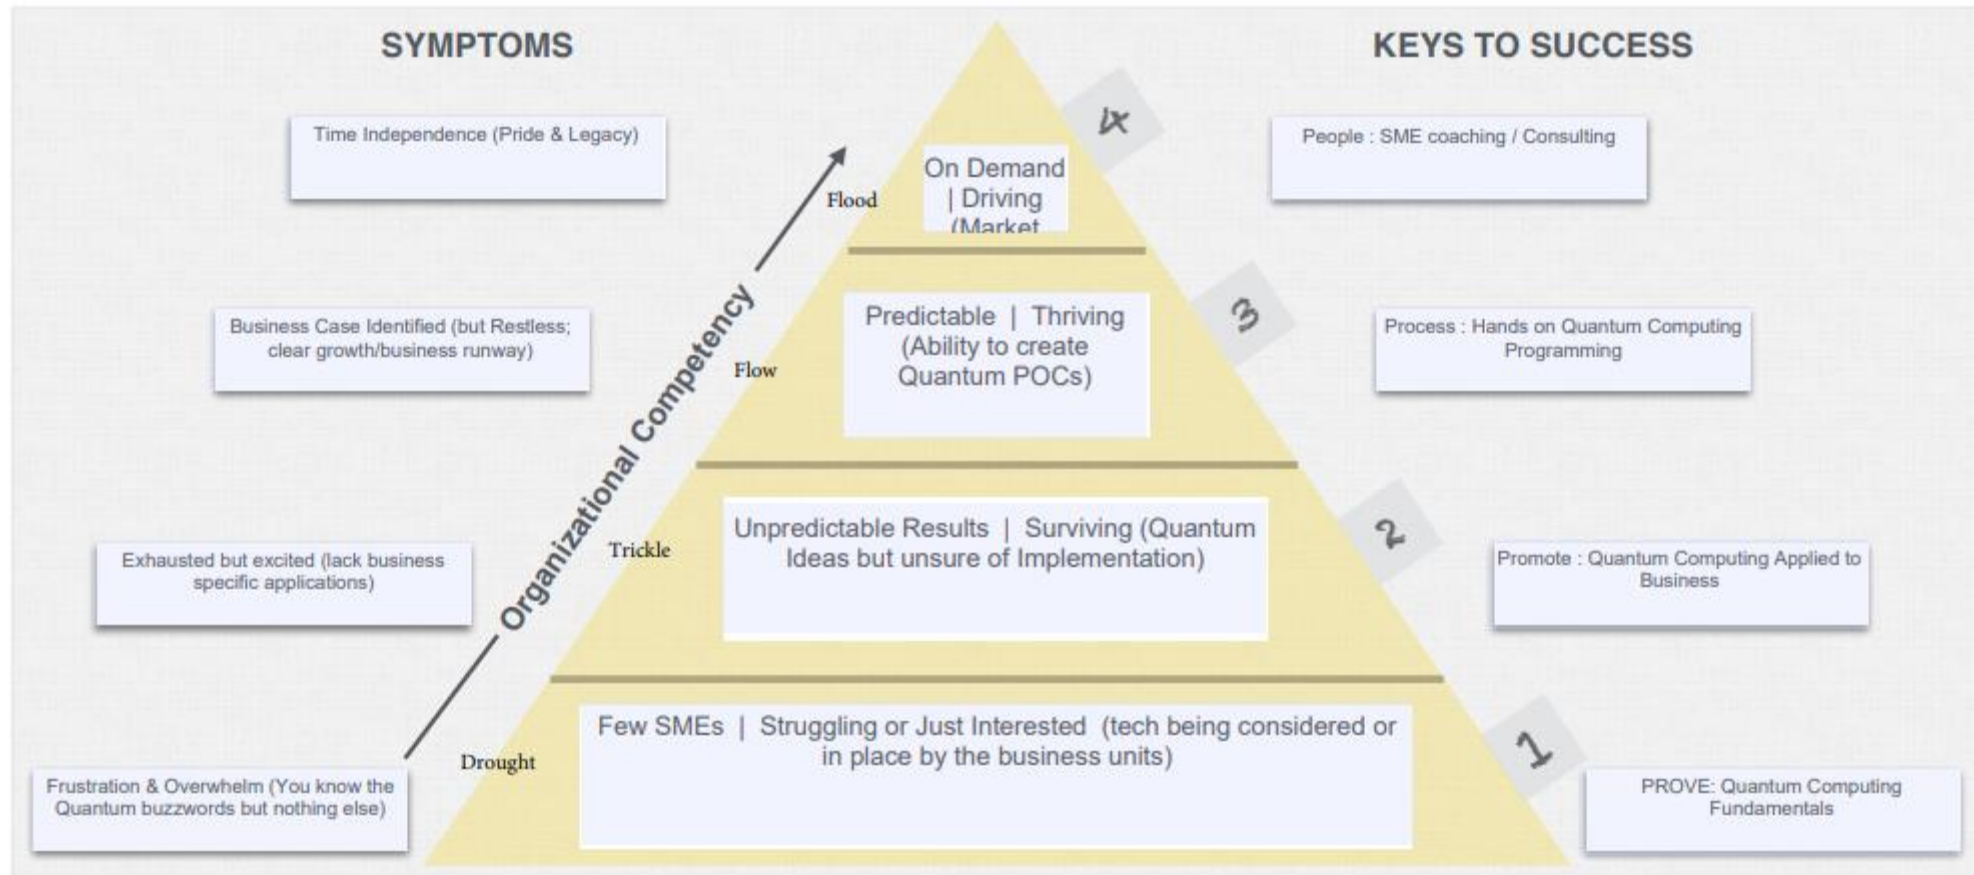 SYMPTOMS
KEYS TO SUCCESS
Time Independence (Pride & Legacy)
Flood
On Demand
| Driving
(Market
4
People : SME coaching / Consulting
Business Case Identified (but Restless;
clear growth/business runway)
Organizational Competency
Flow
Predictable | Thriving
(Ability to create
Quantum POCs)
3
Process : Hands on Quantum Computing
Programming
Exhausted but excited (lack business
specific applications)
Trickle
Unpredictable Results | Surviving (Quantum
Ideas but unsure of Implementation)
2
Promote : Quantum Computing Applied to
Business
Frustration & Overwhelm (You know the
Quantum buzzwords but nothing else)
Drought
Few SMEs | Struggling or Just Interested (tech being considered or
in place by the business units)
1
PROVE: Quantum Computing
Fundamentals